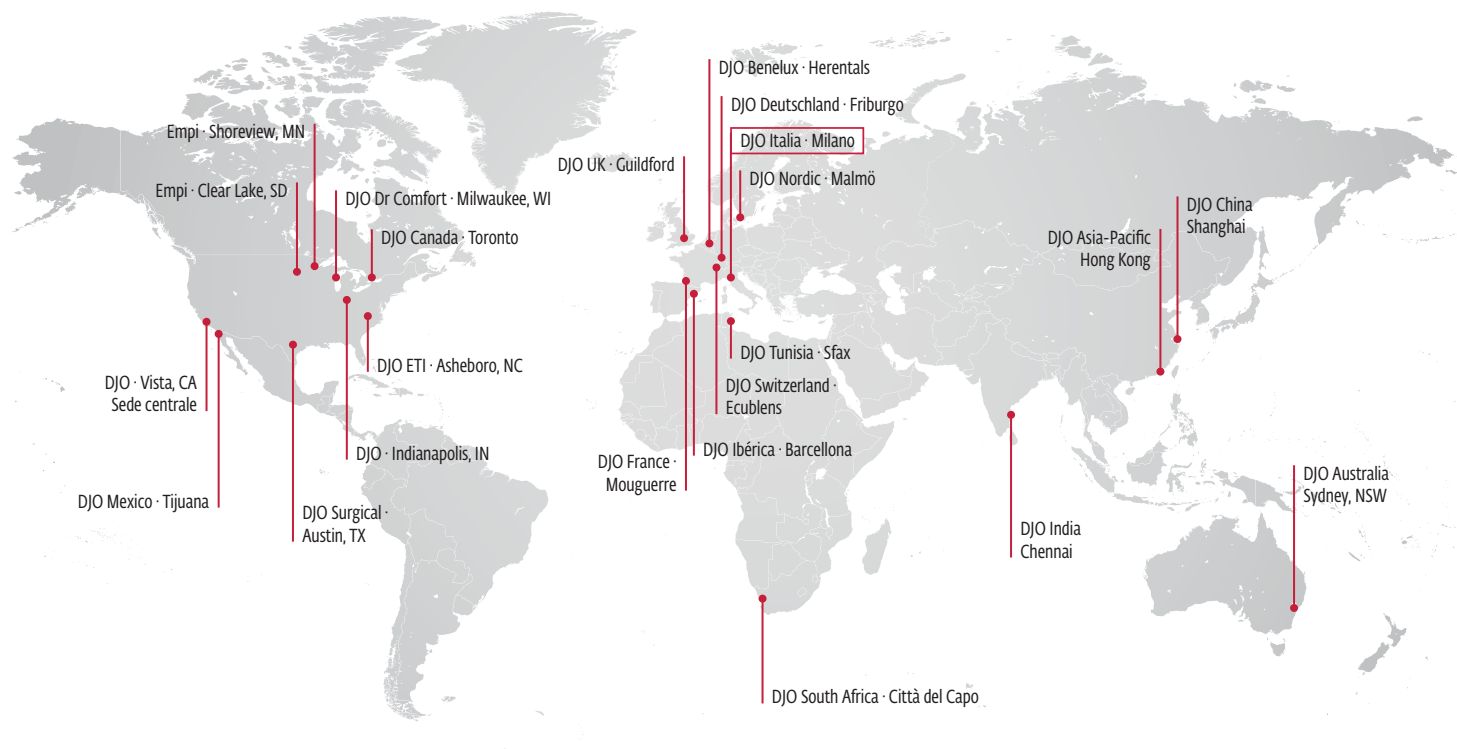 DJO Benelux · Herentals
DJO Deutschland · Friburgo
Empi · Shoreview, MN
DJO Italia · Milano
DJO UK · Guildford
DJO Nordic · Malmö
Empi · Clear Lake, SD
DJO Dr Comfort · Milwaukee, WI
DJO China
Shanghai
DJO Canada · Toronto
DJO Asia-Pacific
Hong Kong
DJO Tunisia · Sfax
DJO ETI · Asheboro, NC
DJO · Vista, CA
Sede centrale
DJO Switzerland ·
Ecublens
DJO Ibérica · Barcellona
DJO · Indianapolis, IN
DJO France ·
Mouguerre
DJO Australia
Sydney, NSW
DJO Mexico · Tijuana
DJO Surgical ·
Austin, TX
DJO India
Chennai
DJO South Africa · Città del Capo